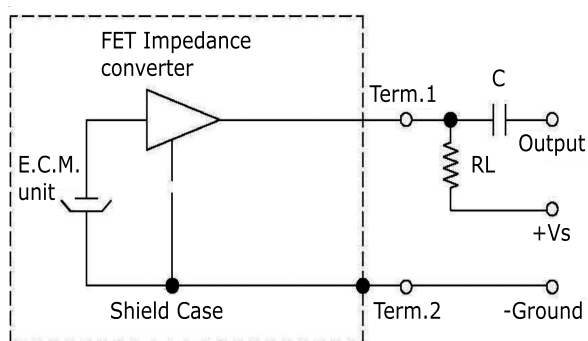 FET Impedance
converter
Term.1
C
Output
RL
E.C.M.
unit
+Vs
Shield Case
Term.2
-Ground